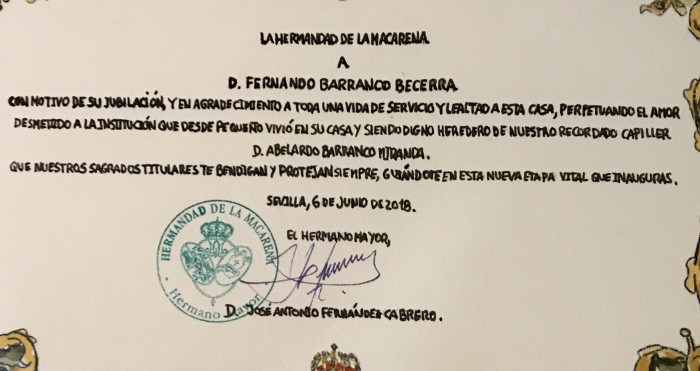 LA HERMANDAD DE LA MACARENA
A
D. FERNANDO BARRANCO BECERRA
CON MOTIVO DE SU JUBILACIÓN, Y EN AGRADECIMIENTO A TODA UNA VIDA DE SERVICIO Y LEALTAD A ESTA CASA, PERPETUANDO EL AMOR
DESMEDIDO A LA INSTITUCIÓN QUE DESDE PEQUEÑO VIVIÓ EN SU CASA Y SIENDO DIGNO HEREDERO DE NUESTRO RECORDADO CAPILLER
D. ABELARDO BARRANCO MIRANDA.
QUE NUESTROS SAGRADOS TITULARES TE BENDIGAN Y PROTEJAN SIEMPRE, GUIÁNDOTE EN ESTA NUEVA ETAPA VITAL QUE INAUGURAS.
SEVILLA, 6 DE JUNIO DE 2018.
EL HERMANO MAYOR,
HERMANDAD DE LA MACARENA
Hermano Mayor
D. JOSÉ ANTONIO FERNÁNDEZ CABRERO.